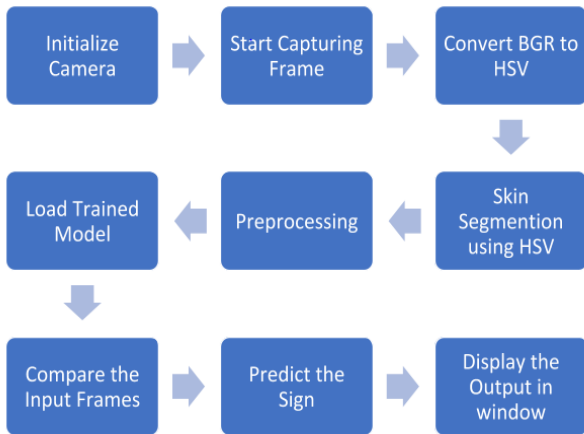 Initialize
Camera
Start Capturing
Frame
Convert BGR to
HSV
Skin
Segmention
using HSV
Preprocessing
Load Trained
Model
Compare the
Input Frames
Predict the
Sign
Display the
Output in
window